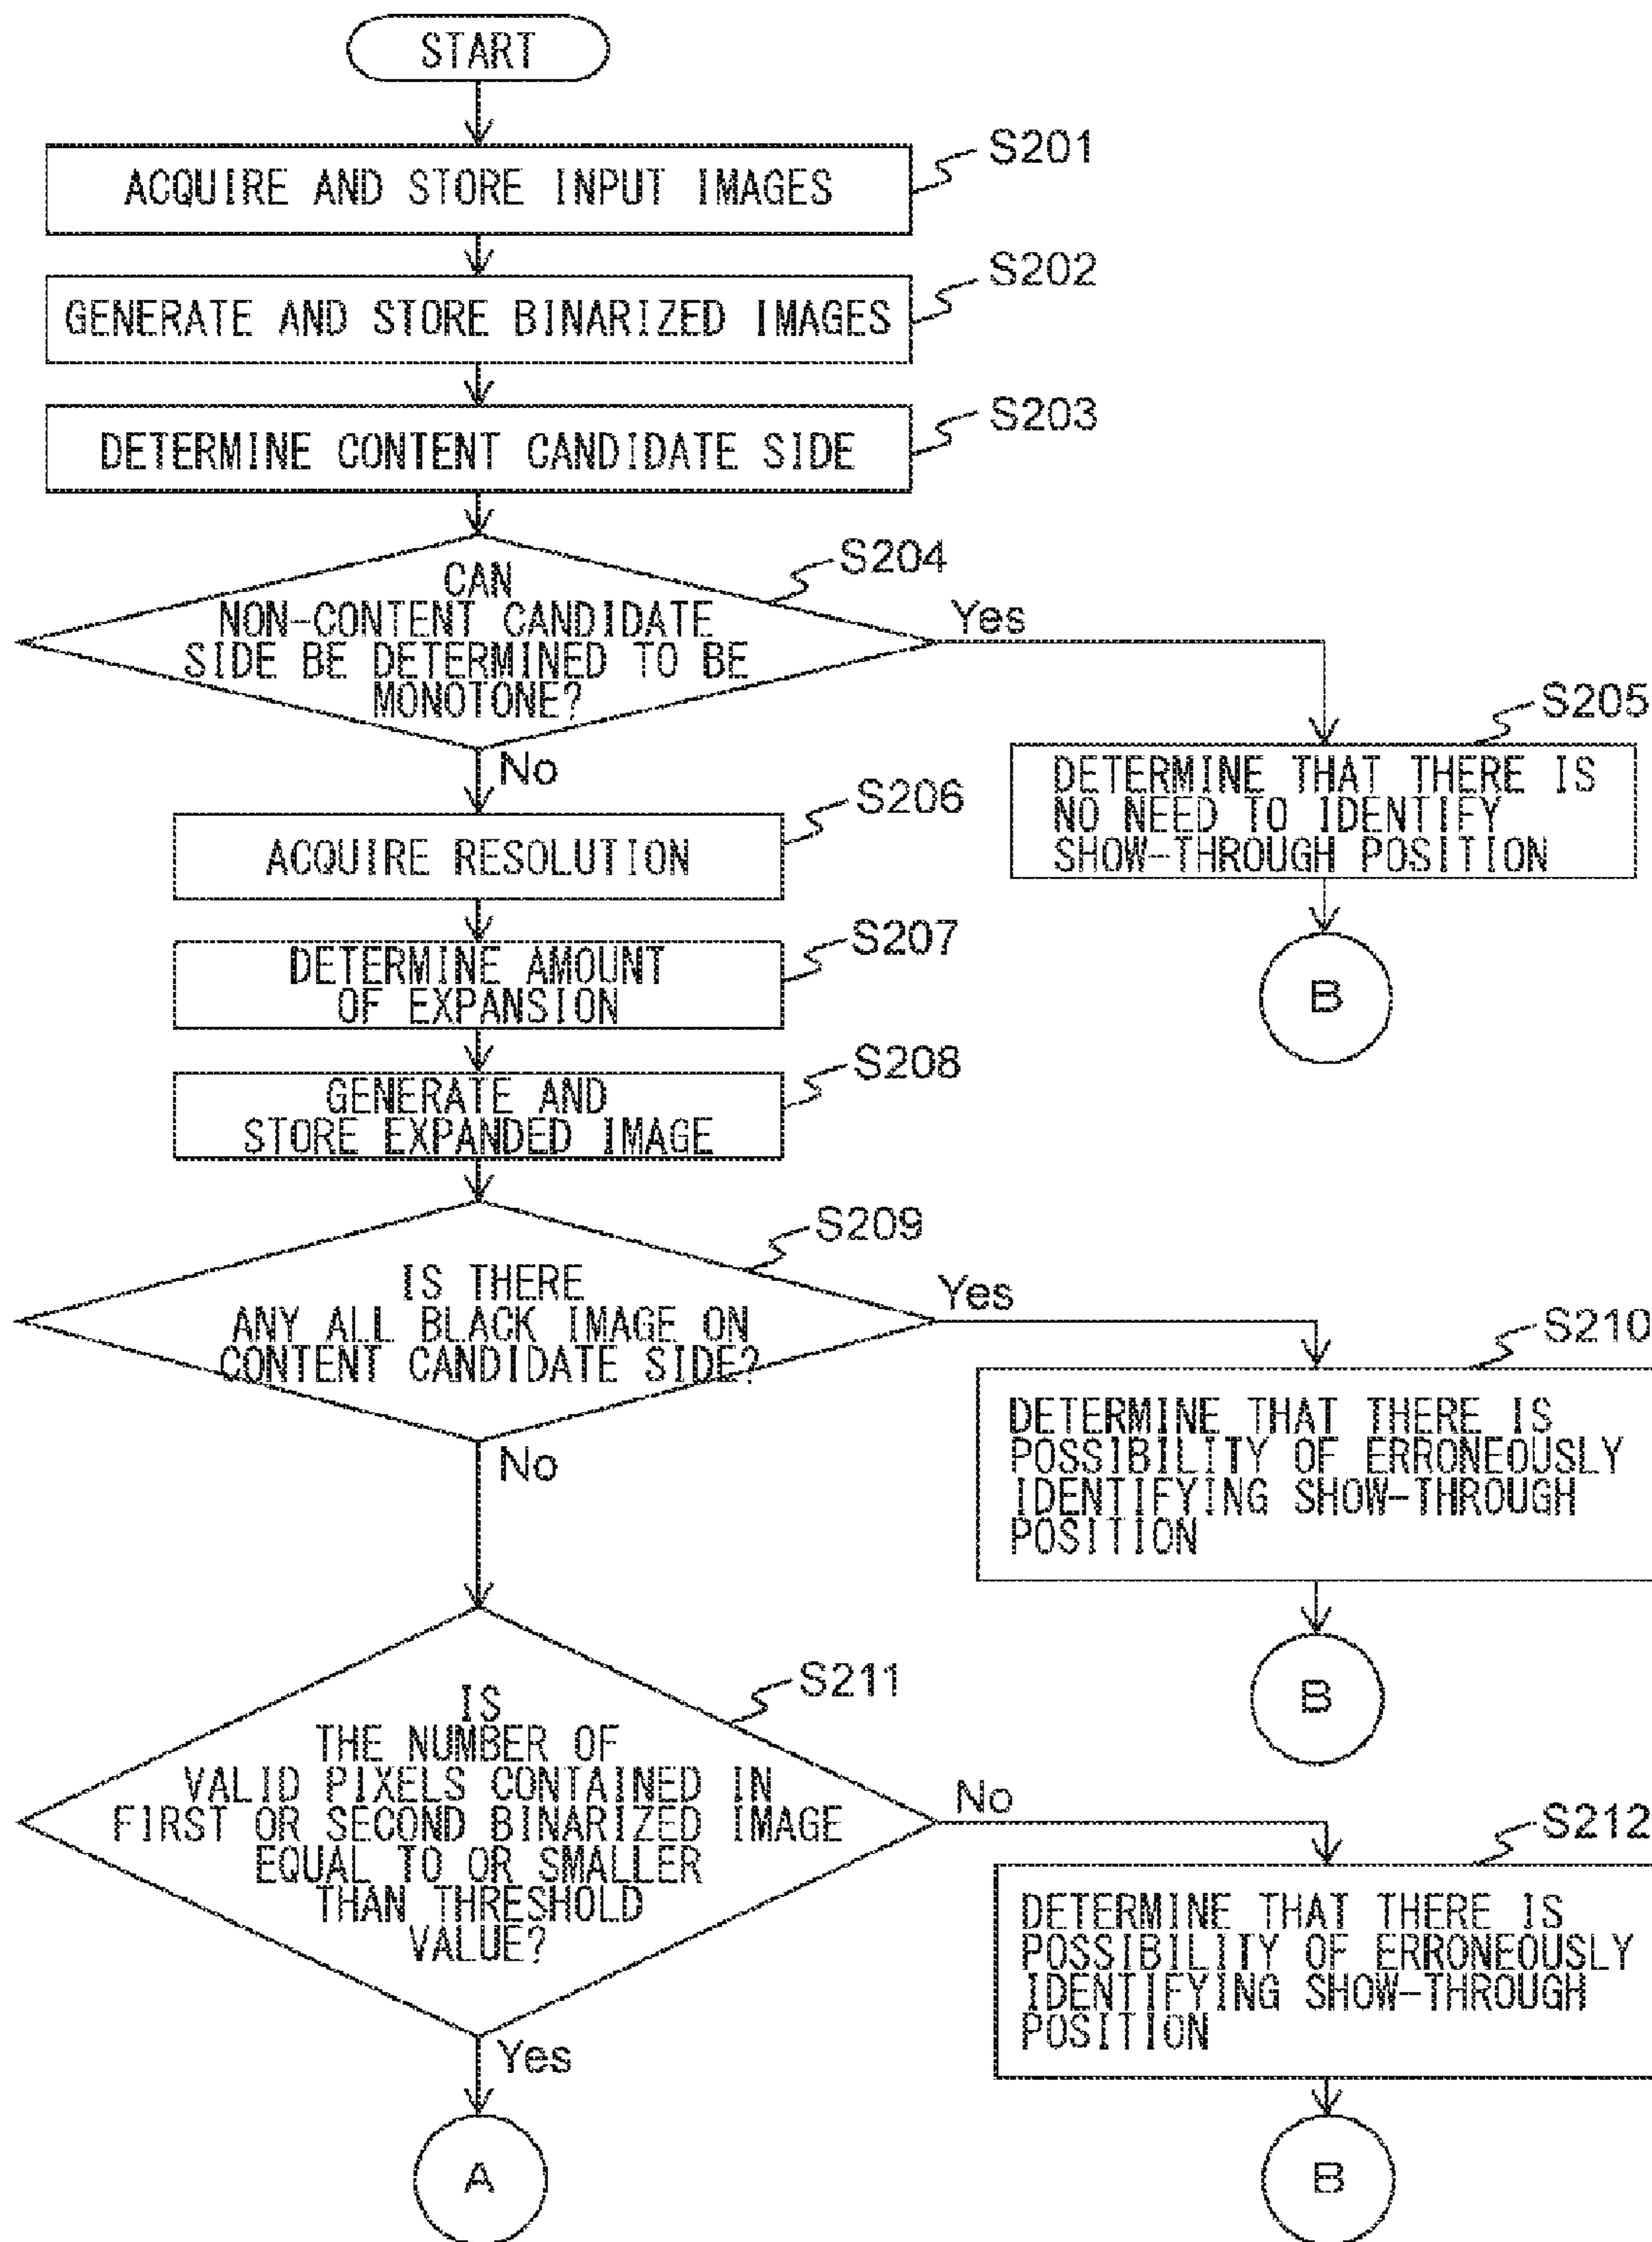 START
ACQUIRE AND STORE INPUT IMAGES
S201
GENERATE AND STORE BINARIZED IMAGES
S202
DETERMINE CONTENT CANDIDATE SIDE
S203
CAN
NON-CONTENT CANDIDATE
SIDE BE DETERMINED TO BE
MONOTONE?
S204
Yes
No
DETERMINE THAT THERE IS
NO NEED TO IDENTIFY
SHOW-THROUGH POSITION
S205
B
ACQUIRE RESOLUTION
S206
DETERMINE AMOUNT
OF EXPANSION
S207
GENERATE AND
STORE EXPANDED IMAGE
S208
IS THERE
ANY ALL BLACK IMAGE ON
CONTENT CANDIDATE SIDE?
S209
Yes
No
DETERMINE THAT THERE IS
POSSIBILITY OF ERRONEOUSLY
IDENTIFYING SHOW-THROUGH
POSITION
S210
B
IS
THE NUMBER OF
VALID PIXELS CONTAINED IN
FIRST OR SECOND BINARIZED IMAGE
EQUAL TO OR SMALLER
THAN THRESHOLD
VALUE?
S211
No
Yes
DETERMINE THAT THERE IS
POSSIBILITY OF ERRONEOUSLY
IDENTIFYING SHOW-THROUGH
POSITION
S212
A
B